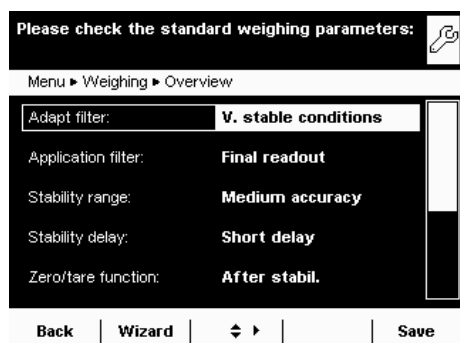 Please check the standard weighing parameters:
Menu ▸ Weighing ▸ Overview
Adapt filter: V. stable conditions
Application filter: Final readout
Stability range: Medium accuracy
Stability delay: Short delay
Zero/tare function: After stabil.
Back Wizard Save